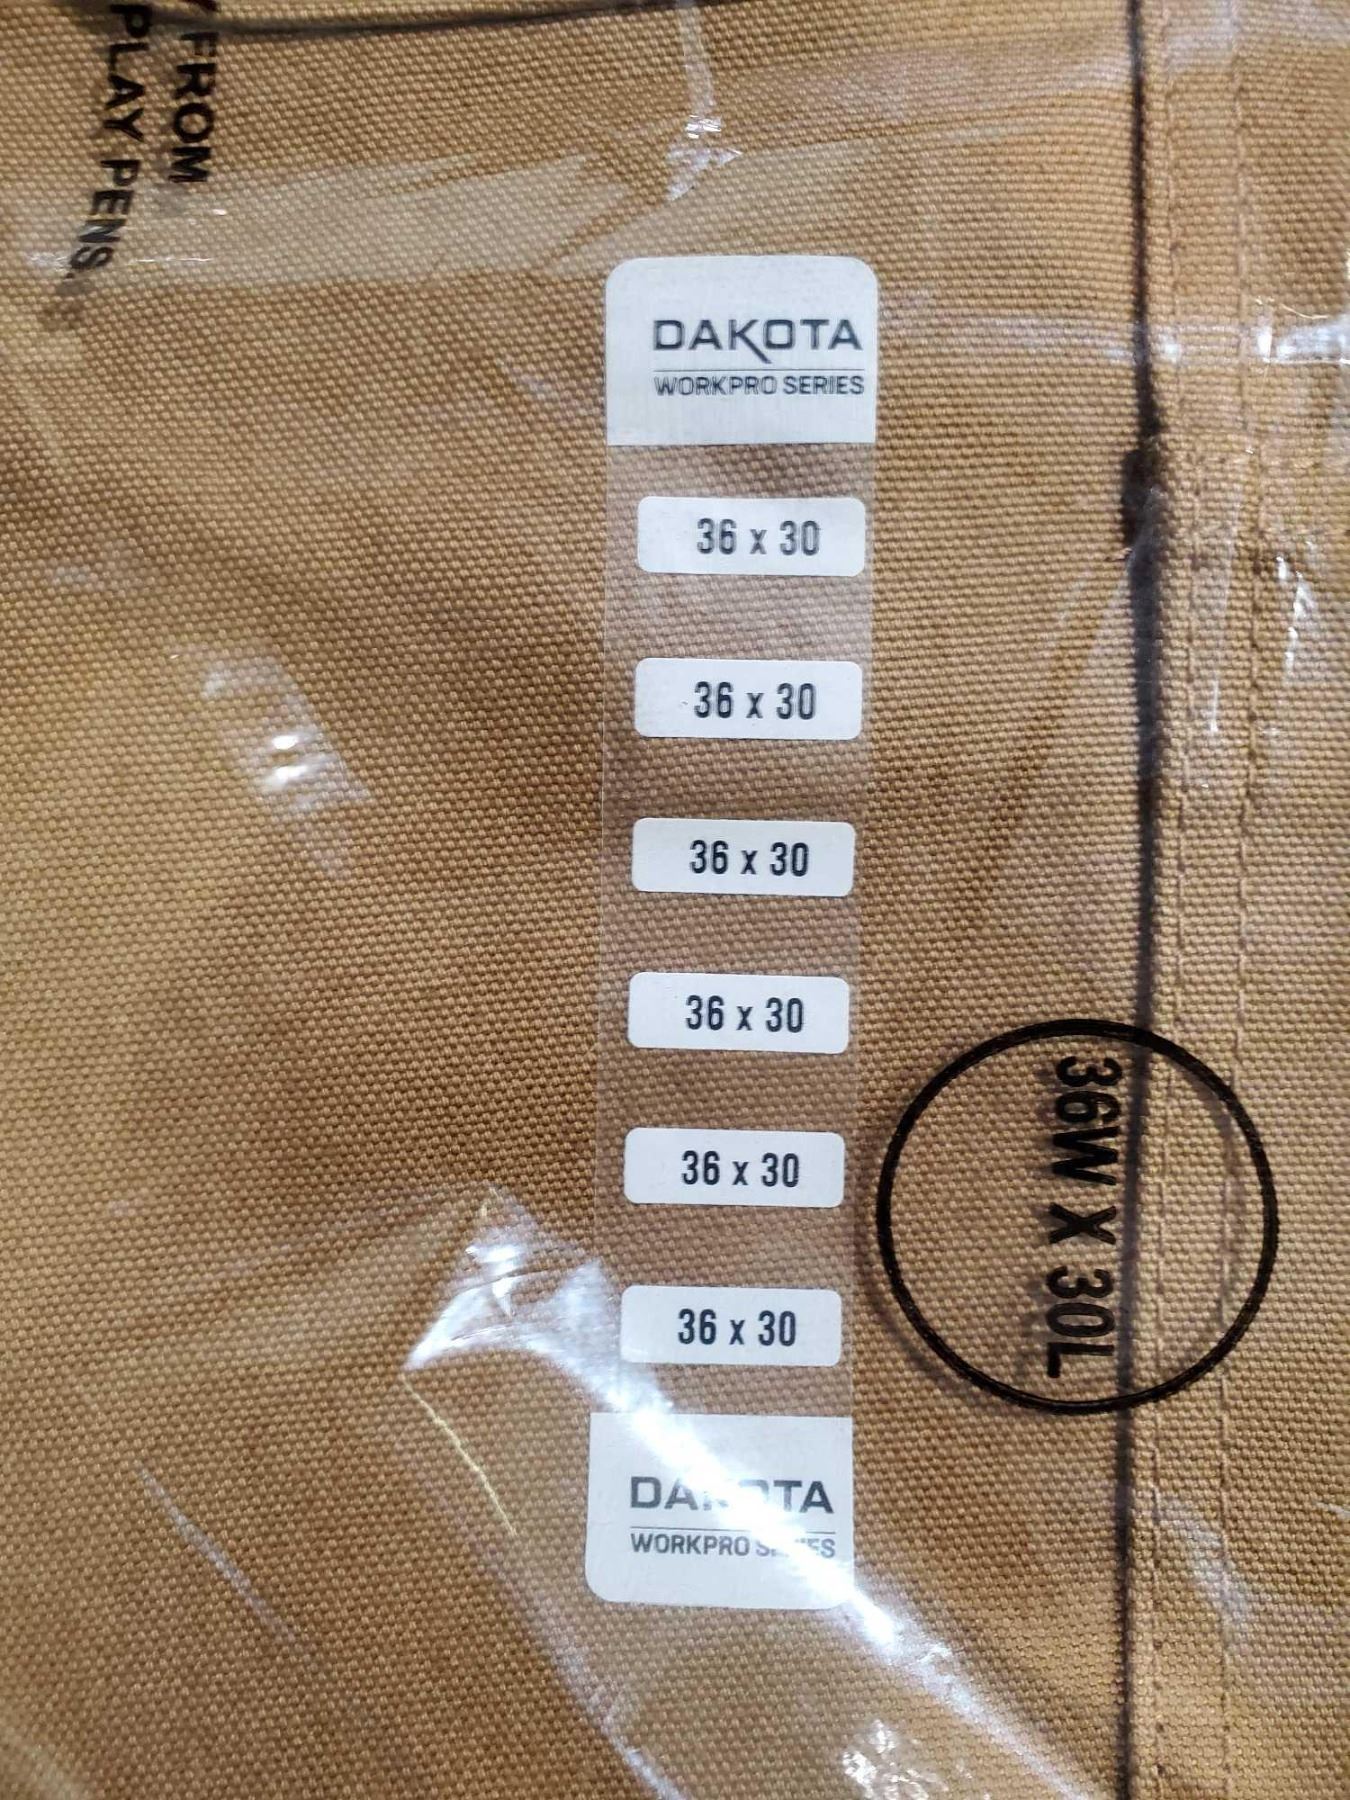 FROM
PLAY PENS.
DAKOTA
WORKPRO SERIES
36 x 30
36 x 30
36 x 30
36 x 30
36 x 30
36 x 30
36W X 30L
DAKOTA
WORKPRO SERIES